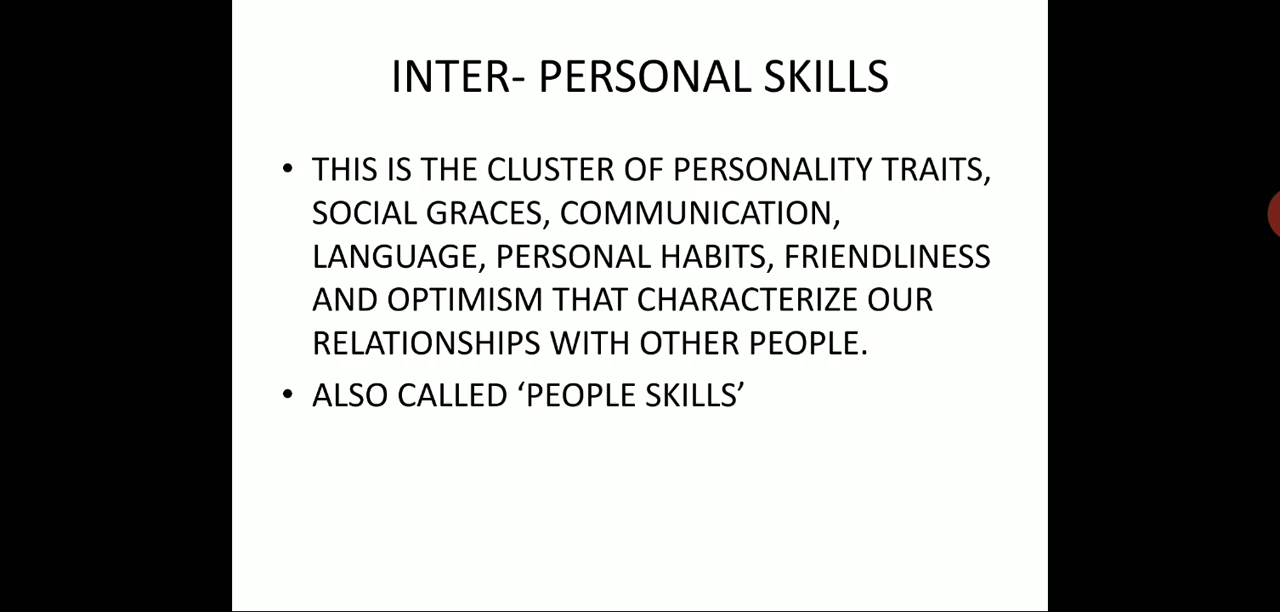 INTER- PERSONAL SKILLS
• THIS IS THE CLUSTER OF PERSONALITY TRAITS,
SOCIAL GRACES, COMMUNICATION,
LANGUAGE, PERSONAL HABITS, FRIENDLINESS
AND OPTIMISM THAT CHARACTERIZE OUR
RELATIONSHIPS WITH OTHER PEOPLE.
• ALSO CALLED ‘PEOPLE SKILLS’